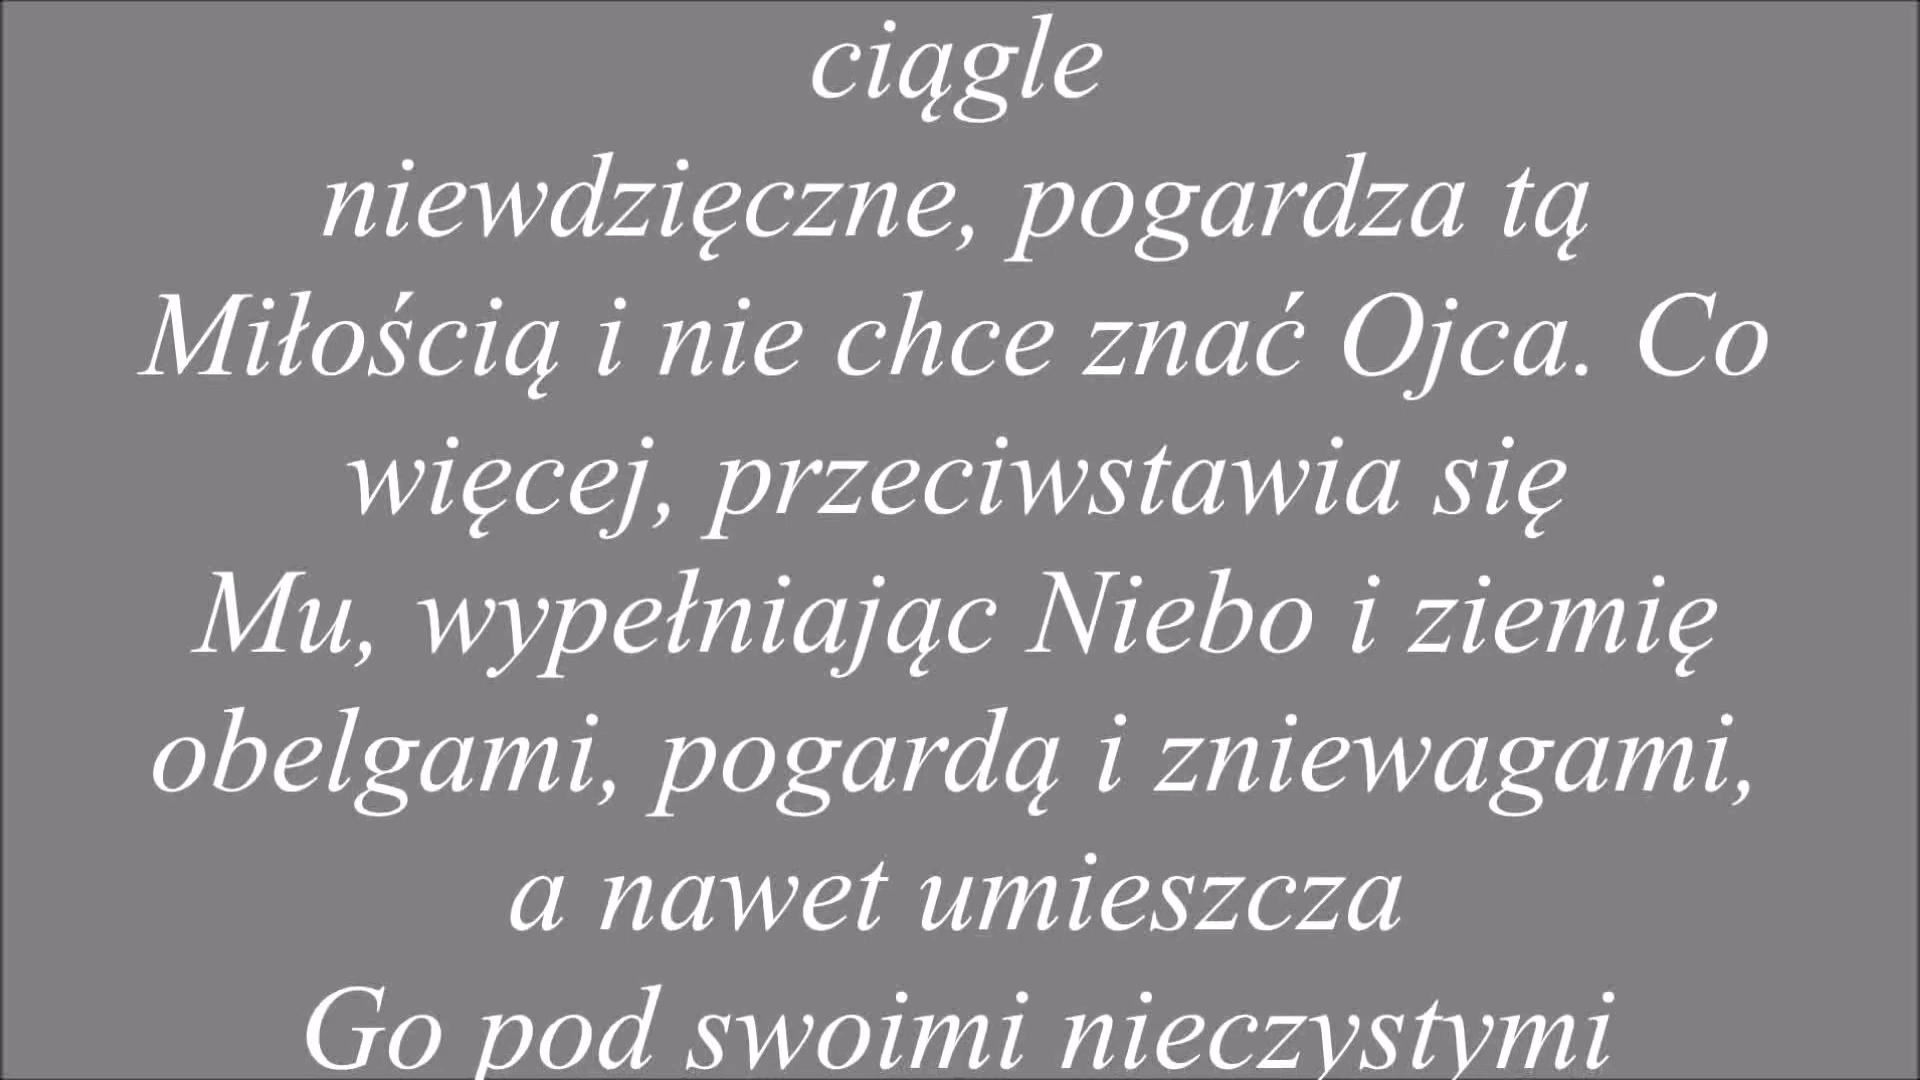 ciągle
niewdzięczne, pogardza tą
Miłością i nie chce znać Ojca. Co
więcej, przeciwstawia się
Mu, wypełniając Niebo i ziemię
obelgami, pogardą i zniewagami,
a nawet umieszcza
Go pod swoimi nieczystymi